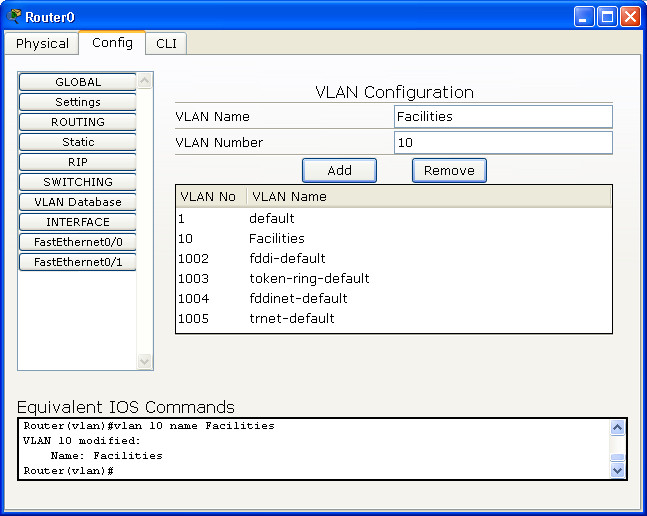 Router0
Physical Config CLI
GLOBAL
Settings
ROUTING
Static
RIP
SWITCHING
VLAN Database
INTERFACE
FastEthernet0/0
FastEthernet0/1
VLAN Configuration
VLAN Name Facilities
VLAN Number 10
Add Remove
VLAN No VLAN Name
1 default
10 Facilities
1002 fddi-default
1003 token-ring-default
1004 fddinet-default
1005 trnet-default
Equivalent IOS Commands
Router(vlan)#vlan 10 name Facilities
VLAN 10 modified:
Name: Facilities
Router(vlan)#